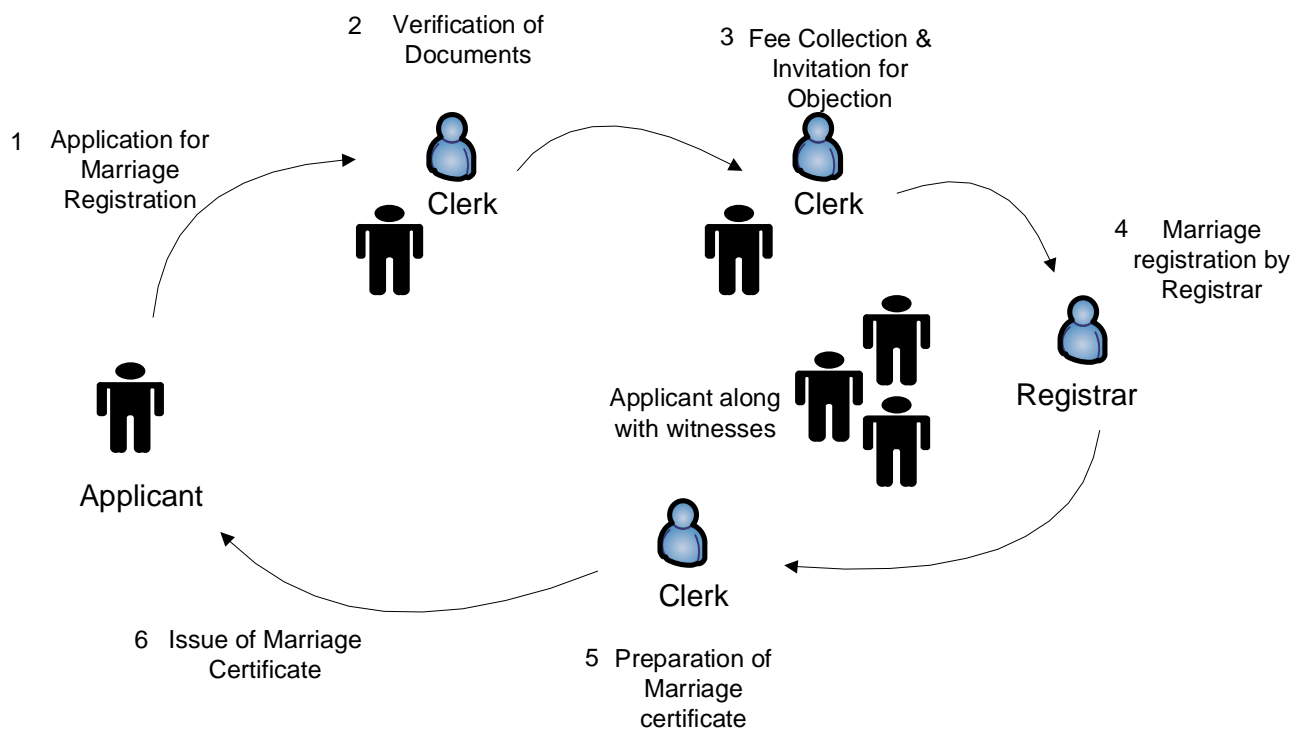 2 Verification of
Documents
3 Fee Collection &
Invitation for
Objection
1 Application for
Marriage
Registration
Clerk
Clerk
4 Marriage
registration by
Registrar
Applicant along
with witnesses
Registrar
Applicant
Clerk
6 Issue of Marriage
Certificate
5 Preparation of
Marriage
certificate